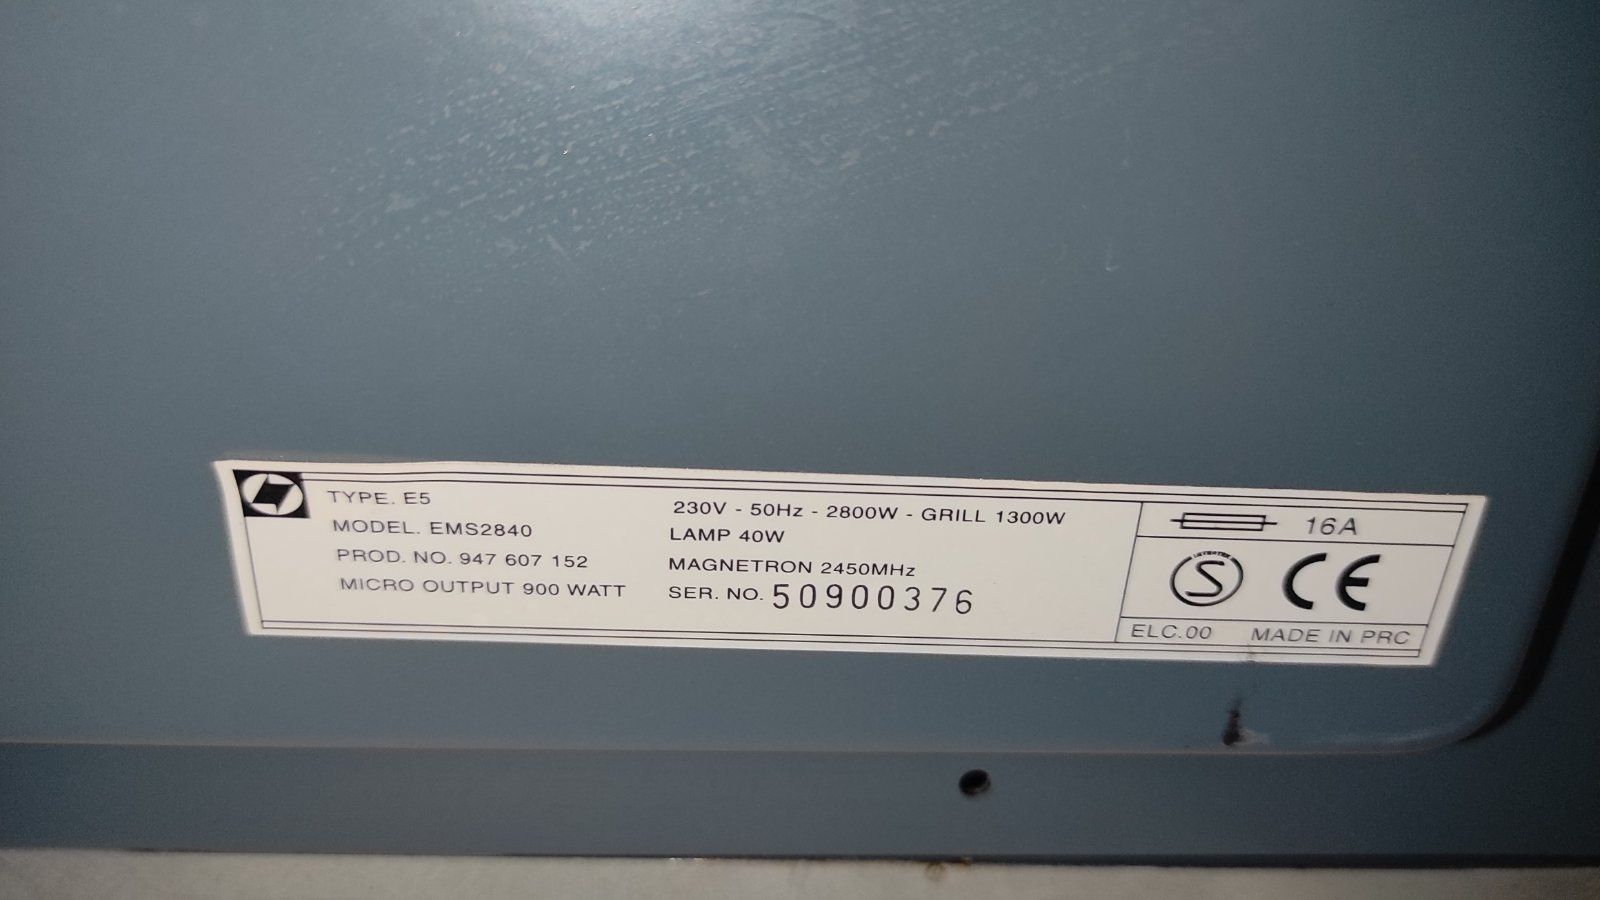 TYPE. E5
MODEL. EMS2840
PROD. NO. 947 607 152
MICRO OUTPUT 900 WATT
230V - 50Hz - 2800W - GRILL 1300W
LAMP 40W
MAGNETRON 2450MHz
SER. NO. 50900376
16A
S CE
ELC.00 MADE IN PRC